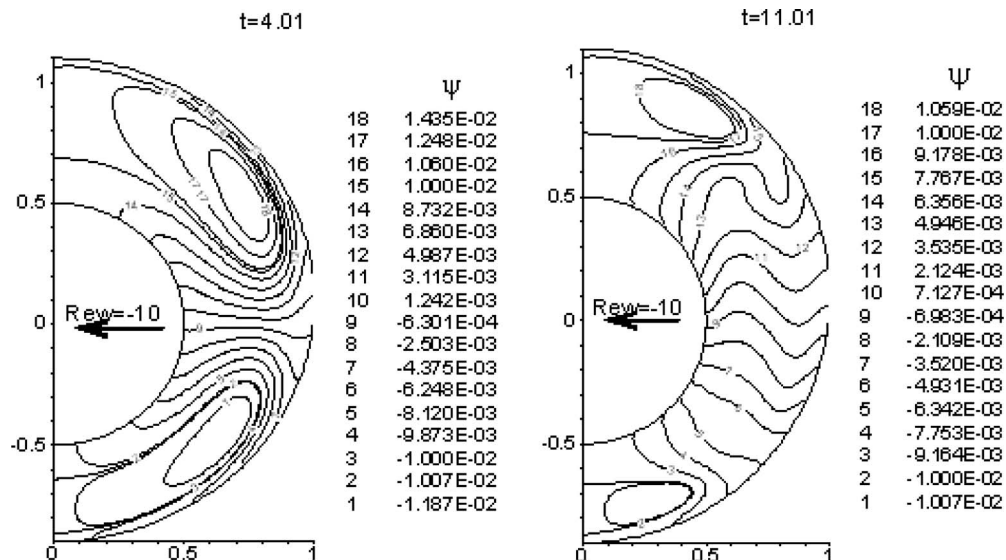 t=4.01
Ψ
18 1.435E-02
17 1.248E-02
16 1.060E-02
15 1.000E-02
14 8.732E-03
13 6.860E-03
12 4.987E-03
11 3.115E-03
10 1.242E-03
9 -6.301E-04
8 -2.503E-03
7 -4.375E-03
6 -6.248E-03
5 -8.120E-03
4 -9.873E-03
3 -1.000E-02
2 -1.007E-02
1 -1.187E-02
1
0.5
0
-0.5
0 0.5 1
Rew=-10
t=11.01
Ψ
18 1.059E-02
17 1.000E-02
16 9.178E-03
15 7.767E-03
14 6.356E-03
13 4.946E-03
12 3.535E-03
11 2.124E-03
10 7.127E-04
9 -6.983E-04
8 -2.109E-03
7 -3.520E-03
6 -4.931E-03
5 -6.342E-03
4 -7.753E-03
3 -9.164E-03
2 -1.000E-02
1 -1.007E-02
1
0.5
0
-0.5
0 0.5 1
Rew=-10